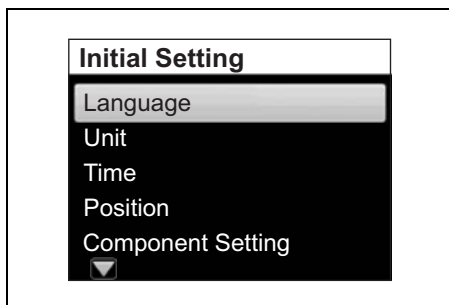 Initial Setting
Language
Unit
Time
Position
Component Setting